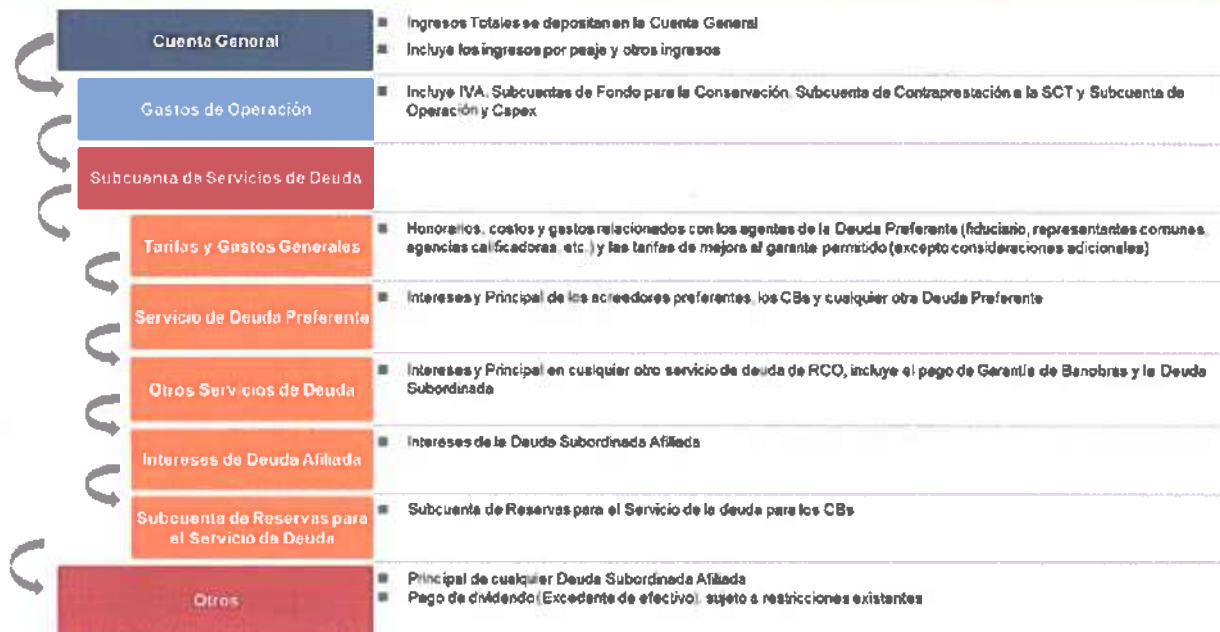 Cuenta General
Ingresos Totales se depositan en la Cuenta General
Incluye los ingresos por peaje y otros ingresos
Gastos de Operación
Incluye IVA, Subcuentas de Fondo para la Conservación, Subcuenta de Contraprestación a la SCT y Subcuenta de
Operación y Capex
Subcuenta de Servicios de Deuda
Tarifas y Gastos Generales
Honorarios, costos y gastos relacionados con los agentes de la Deuda Preferente (fiduciario, representantes comunes,
agencias calificadoras, etc.) y las tarifas de mejora al garante permitido (excepto consideraciones adicionales)
Servicio de Deuda Preferente
Intereses y Principal de los acreedores preferentes, los CBs y cualquier otra Deuda Preferente
Otros Servicios de Deuda
Intereses y Principal en cualquier otro servicio de deuda de RCO, incluye el pago de Garantía de Banobras y la Deuda
Subordinada
Intereses de Deuda Afiliada
Intereses de la Deuda Subordinada Afiliada
Subcuenta de Reservas para
el Servicio de Deuda
Subcuenta de Reservas para el Servicio de la deuda para los CBs
Otros
Principal de cualquier Deuda Subordinada Afiliada
Pago de dividendo (Excedente de efectivo), sujeto a restricciones existentes